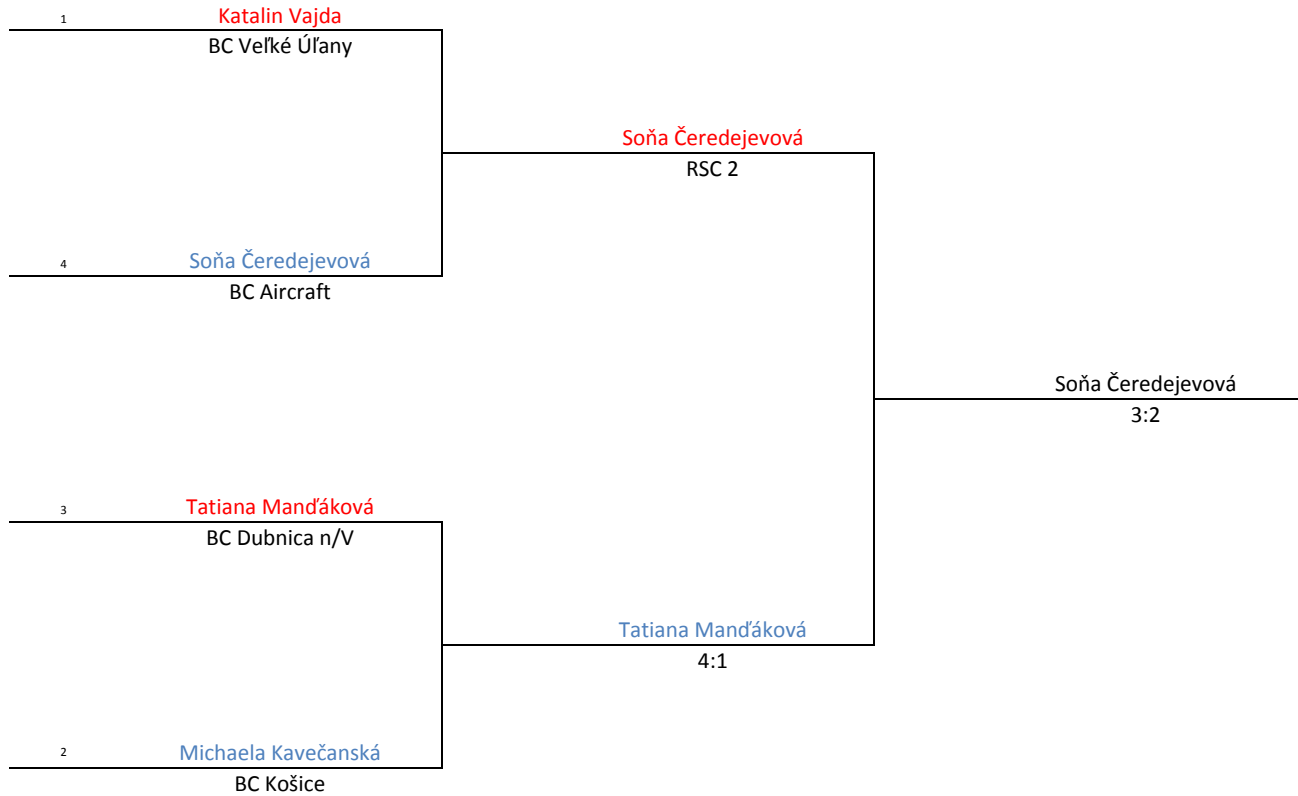 1 Katalin Vajda
BC Veľké Úľany
Soňa Čeredejevová
RSC 2
4 Soňa Čeredejevová
BC Aircraft
Soňa Čeredejevová
3:2
3 Tatiana Manďáková
BC Dubnica n/V
Tatiana Manďáková
4:1
2 Michaela Kavečanská
BC Košice